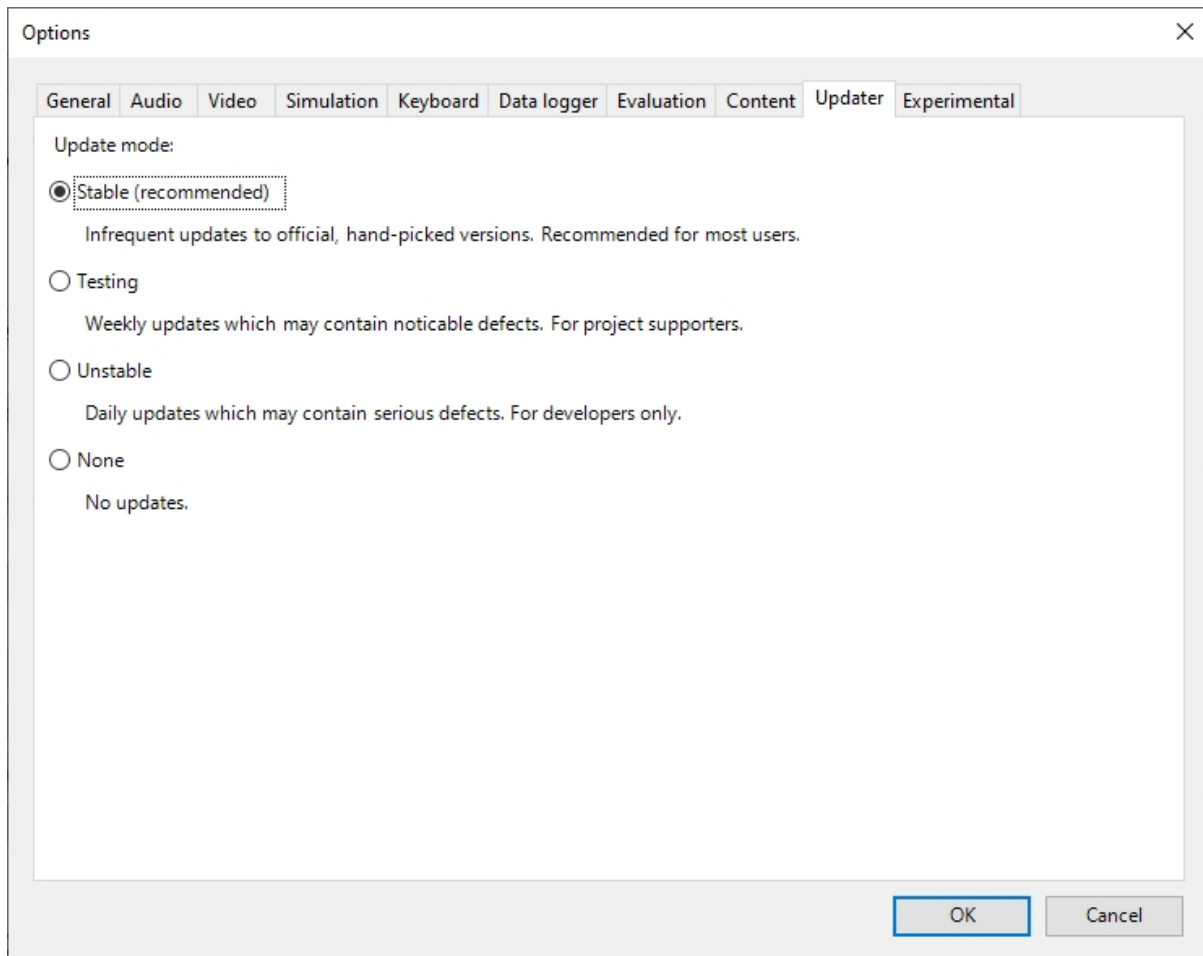 Options
General Audio Video Simulation Keyboard Data logger Evaluation Content Updater Experimental
Update mode:
Stable (recommended)
Infrequent updates to official, hand-picked versions. Recommended for most users.
Testing
Weekly updates which may contain noticable defects. For project supporters.
Unstable
Daily updates which may contain serious defects. For developers only.
None
No updates.
OK Cancel